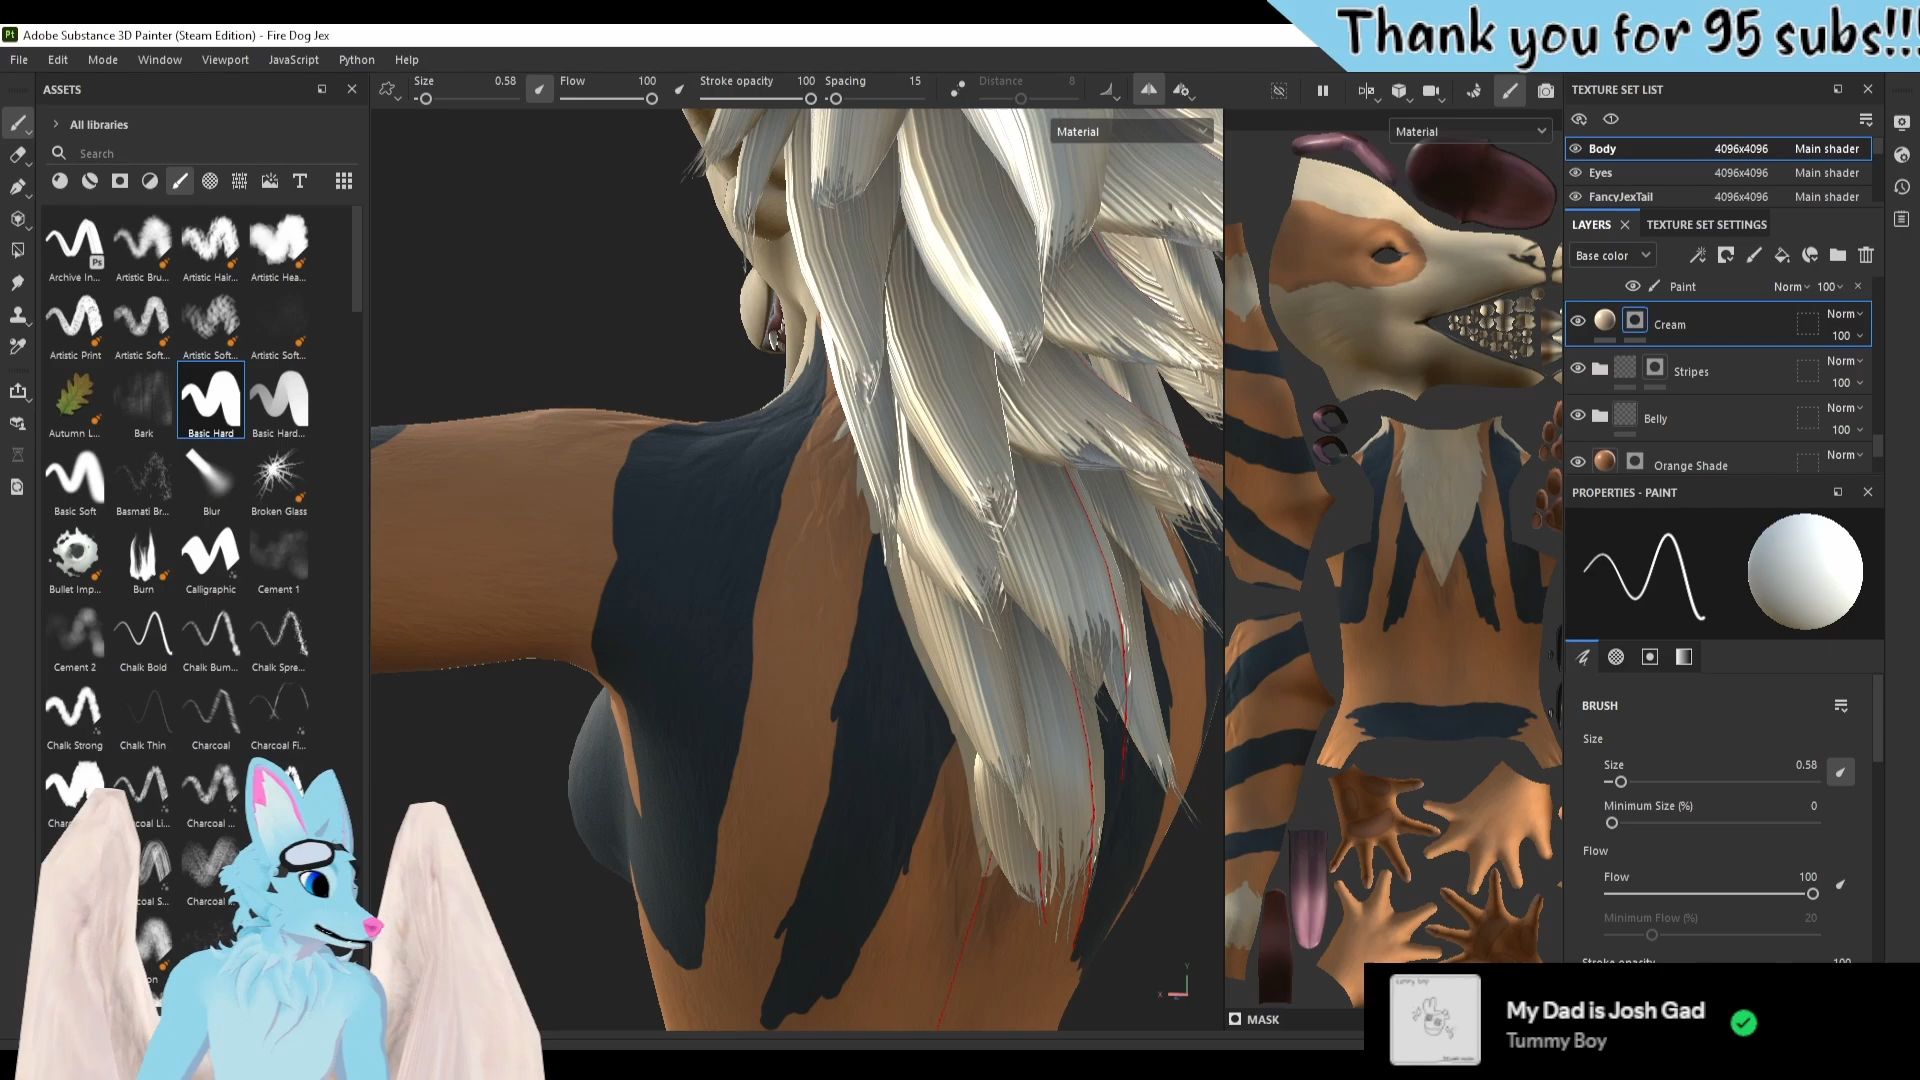 Thank you for 95 subs!!!
Adobe Substance 3D Painter (Steam Edition) - Fire Dog Jex
File Edit Mode Window Viewport JavaScript Python Help
ASSETS
Size 0.58 Flow 100 Stroke opacity 100 Spacing 15 Distance 8
All libraries
Search
Archive In... Artistic Bru... Artistic Hair... Artistic Hea...
Artistic Print Artistic Soft... Artistic Soft... Artistic Soft...
Autumn L... Bark Basic Hard Basic Hard...
Basic Soft Basmati Br... Blur Broken Glass
Bullet Imp... Burn Calligraphic Cement 1
Cement 2 Chalk Bold Chalk Bum... Chalk Spre...
Chalk Strong Chalk Thin Charcoal Charcoal Fi...
Charcoal ...
Material
Material
MASK
TEXTURE SET LIST
Body 4096x4096 Main shader
Eyes 4096x4096 Main shader
FancyJexTail 4096x4096 Main shader
LAYERS TEXTURE SET SETTINGS
Base color
Paint Norm 100
Cream Norm 100
Stripes Norm 100
Belly Norm 100
Orange Shade Norm
PROPERTIES - PAINT
BRUSH
Size
Size 0.58
Minimum Size (%) 0
Flow
Flow 100
Minimum Flow (%) 20
Stroke opacity 100
My Dad is Josh Gad
Tummy Boy